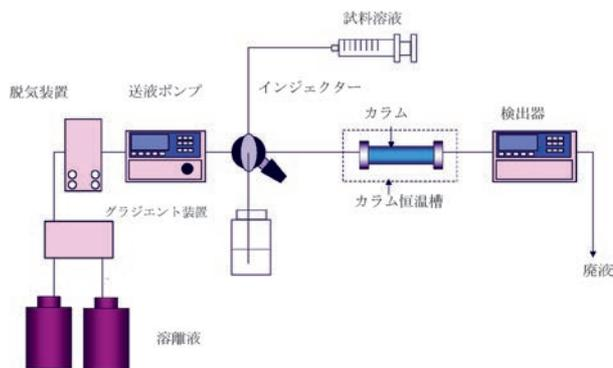 試料溶液
脱気装置
送液ポンプ
インジェクター
カラム
検出器
グラジエント装置
カラム恒温槽
廃液
溶離液